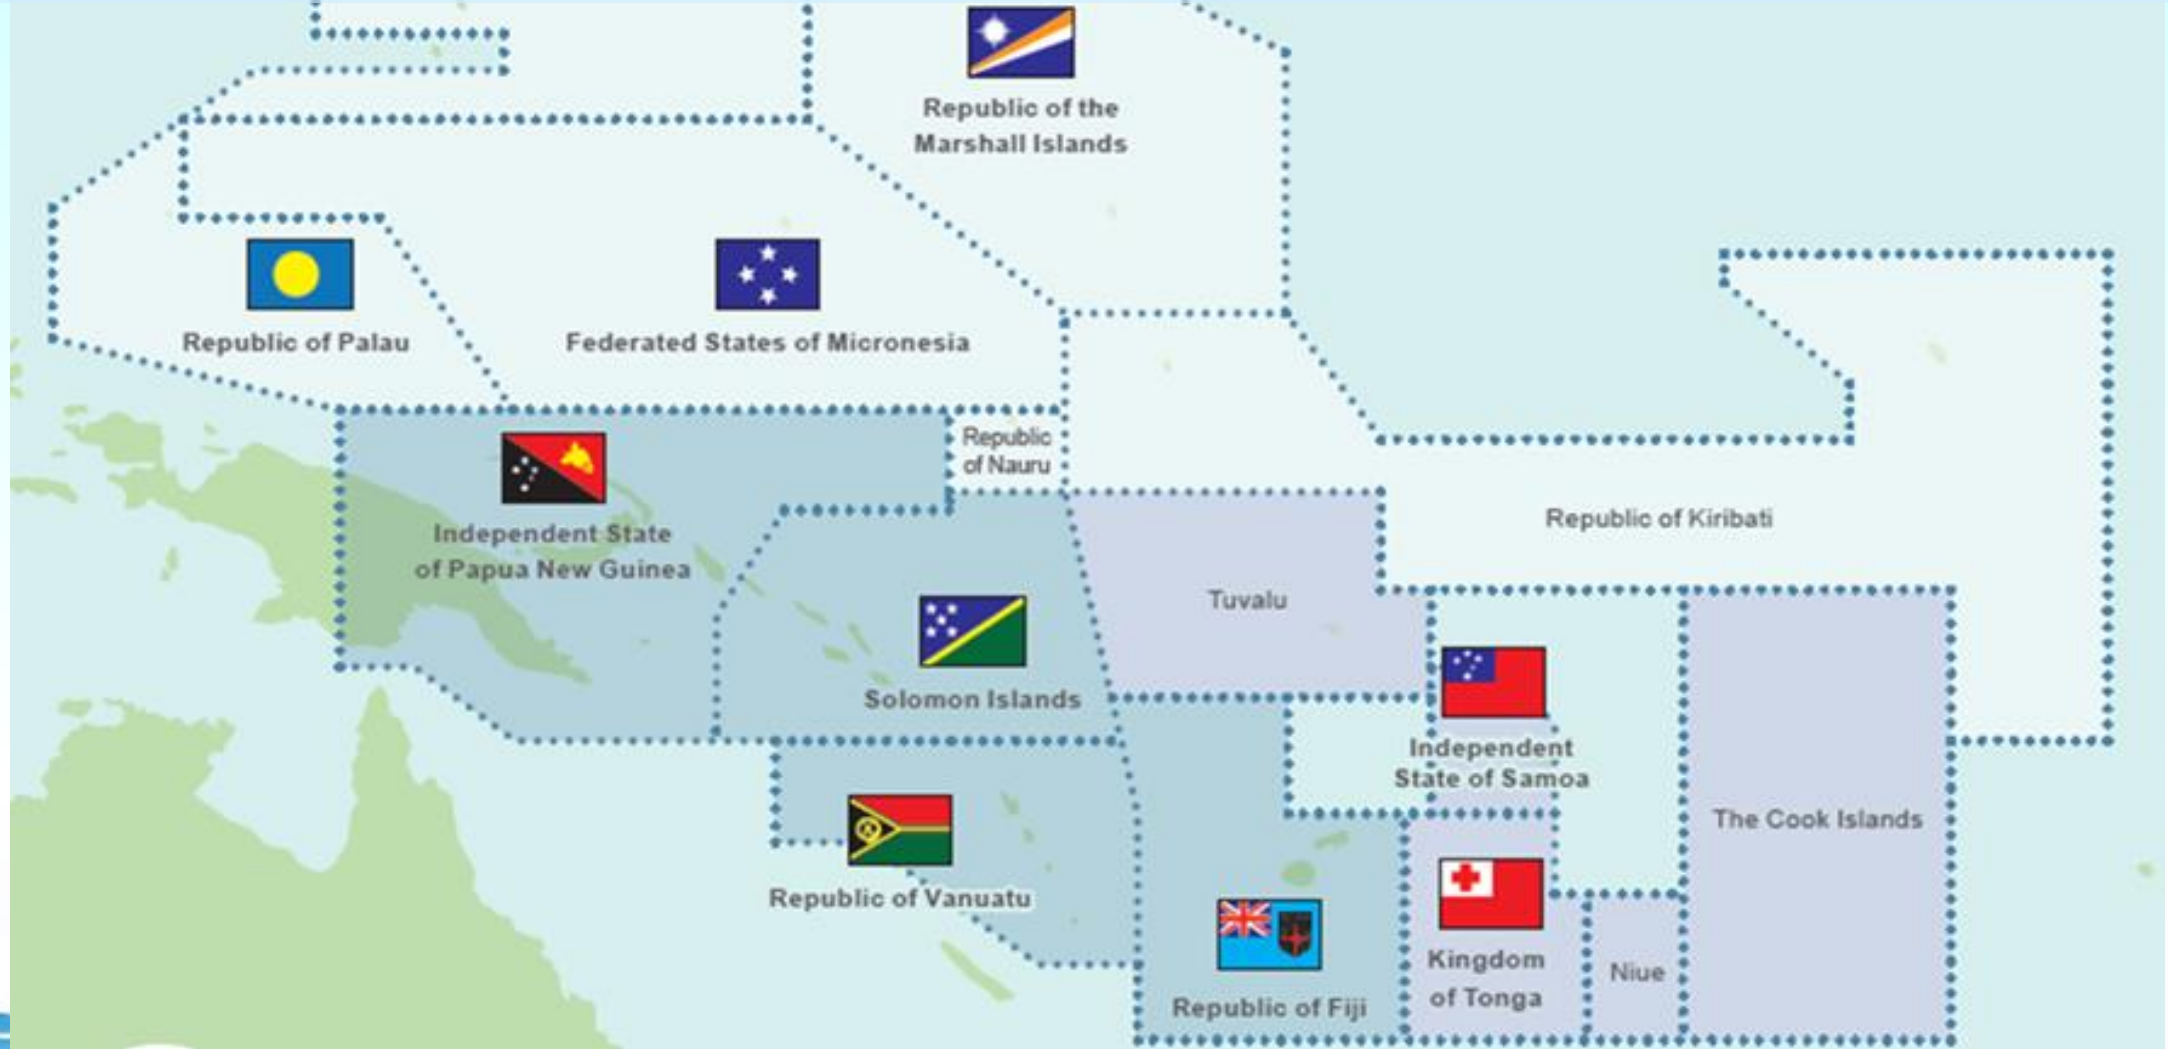 Republic of the
Marshall Islands
Republic of Palau
Federated States of Micronesia
Republic
of Nauru
Independent State
of Papua New Guinea
Republic of Kiribati
Tuvalu
Solomon Islands
Independent
State of Samoa
The Cook Islands
Republic of Vanuatu
Kingdom
of Tonga
Niue
Republic of Fiji